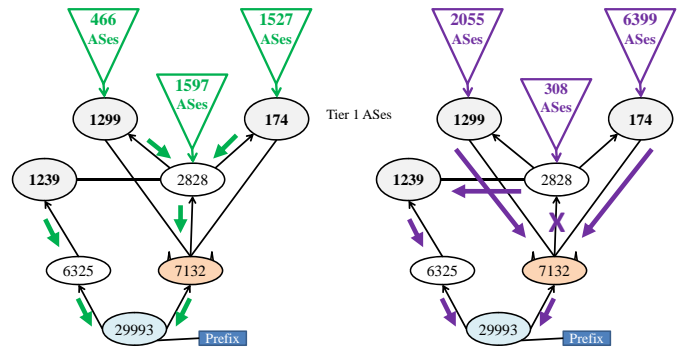 466
ASes
1527
ASes
1597
ASes
1299
174
Tier 1 ASes
1239
2828
6325
7132
29993
Prefix
2055
ASes
6399
ASes
308
ASes
1299
174
1239
2828
X
6325
7132
29993
Prefix